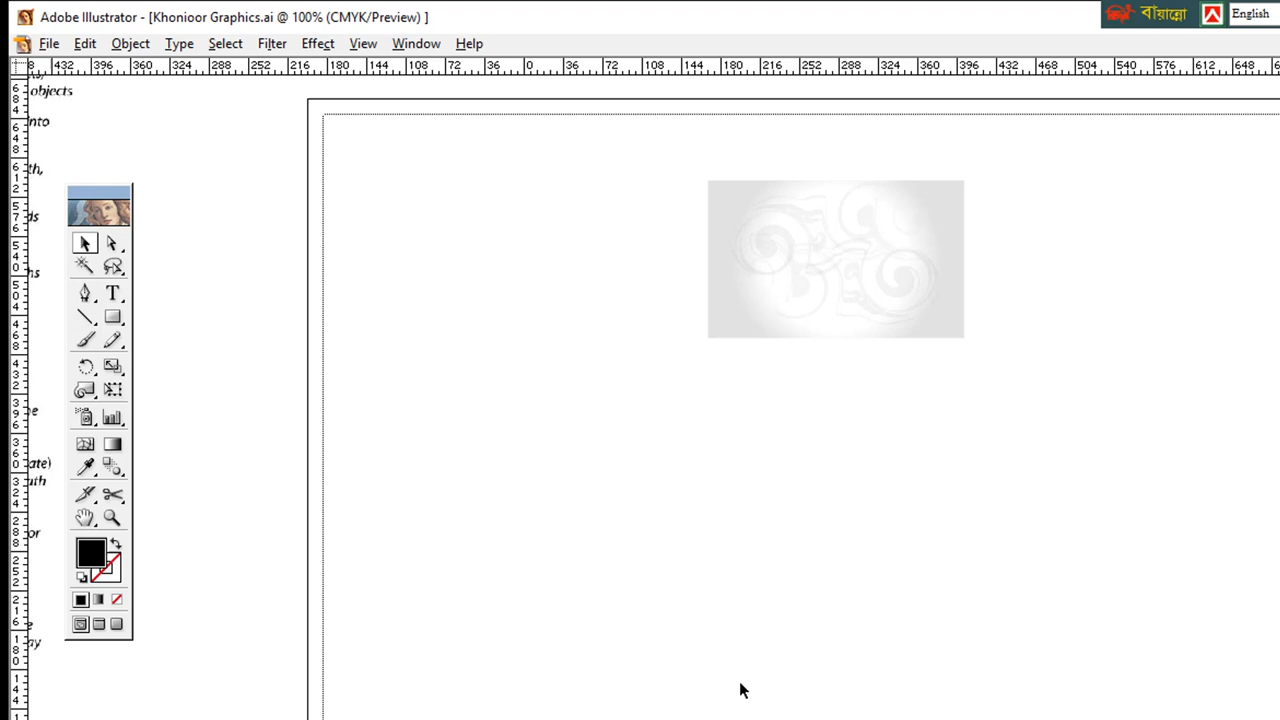 Adobe Illustrator - [Khonioor Graphics.ai @ 100% (CMYK/Preview) ]
বায়ান্নো
English
File Edit Object Type Select Filter Effect View Window Help
432 396 360 324 288 252 216 180 144 108 72 36 0 36 72 108 144 180 216 252 288 324 360 396 432 468 504 540 576 612 648
objects
into
th,
ds
ns
T
ate)
uth
or
ay